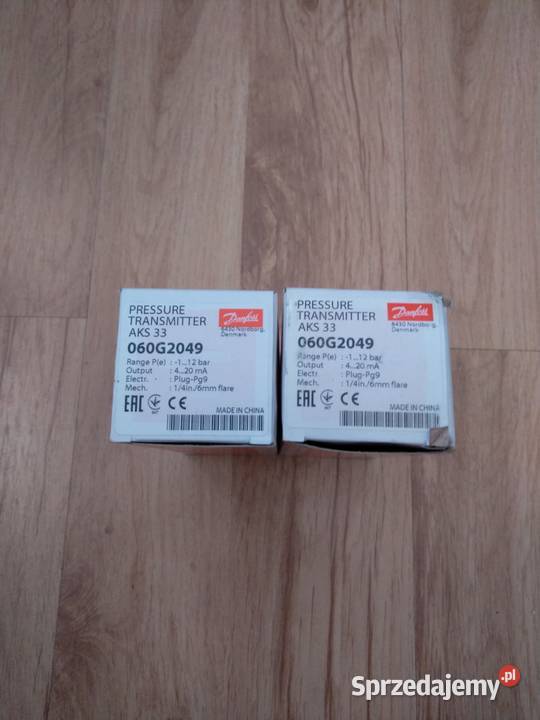 PRESSURE
TRANSMITTER
AKS 33
Danfoss
6430 Nordborg,
Denmark
060G2049
Range P(e) : -1...12 bar
Output : 4...20 mA
Electr. : Plug-Pg9
Mech. : 1/4in./6mm flare
EAC CE
MADE IN CHINA
PRESSURE
TRANSMITTER
AKS 33
Danfoss
6430 Nordborg,
Denmark
060G2049
Range P(e) : -1...12 bar
Output : 4...20 mA
Electr. : Plug-Pg9
Mech. : 1/4in./6mm flare
EAC CE
MADE IN CHINA
Sprzedajemy.pl